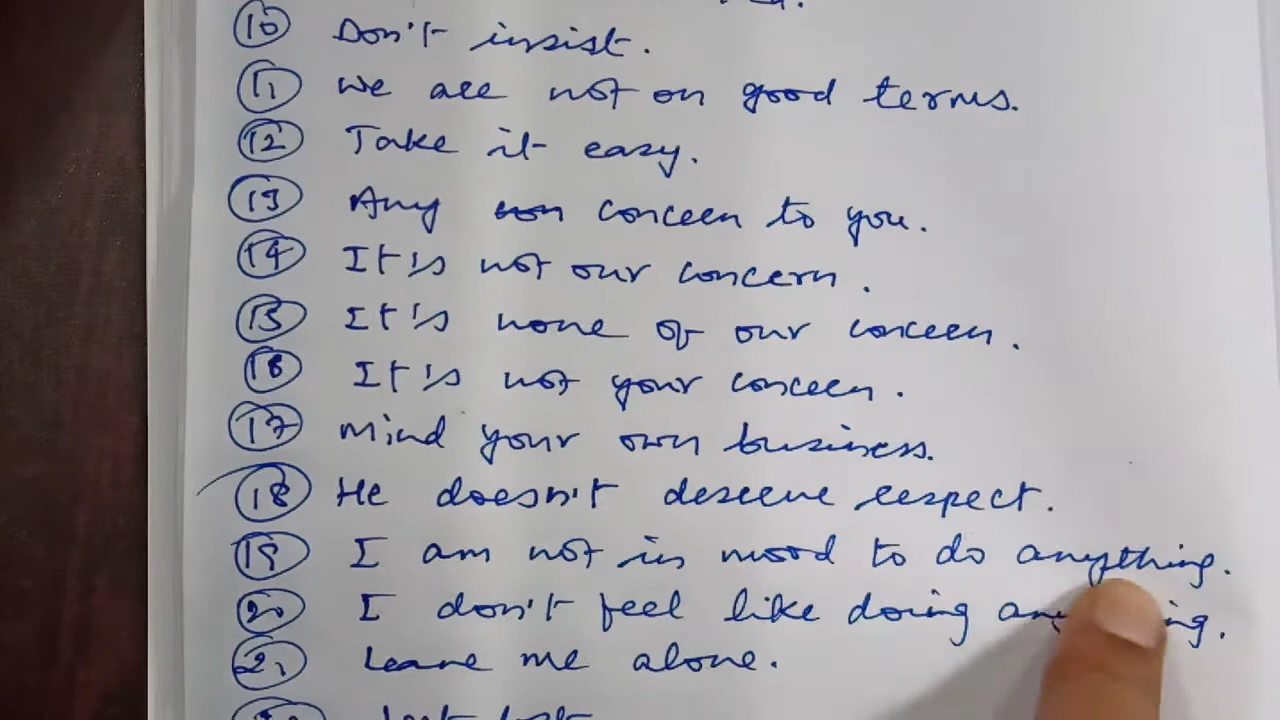 10 Don't insist.
11 We are not on good terms.
12 Take it easy.
13 Any concern to you.
14 It's not our concern.
15 It's none of our concern.
16 It's not your concern.
17 Mind your own business.
18 He doesn't deserve respect.
19 I am not in mood to do anything.
20 I don't feel like doing
21 Leave me alone.